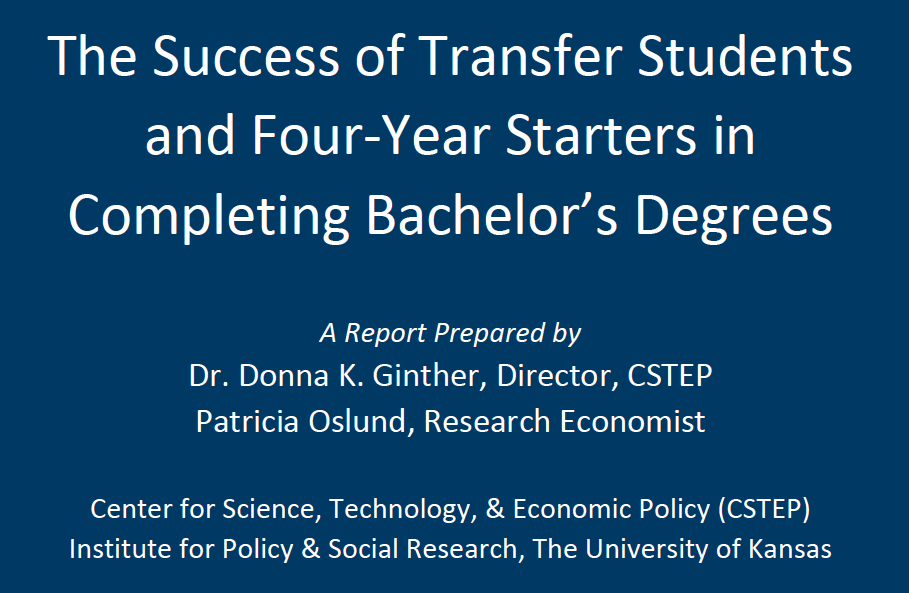 The Success of Transfer Students
and Four-Year Starters in
Completing Bachelor’s Degrees
A Report Prepared by
Dr. Donna K. Ginther, Director, CSTEP
Patricia Oslund, Research Economist
Center for Science, Technology, & Economic Policy (CSTEP)
Institute for Policy & Social Research, The University of Kansas